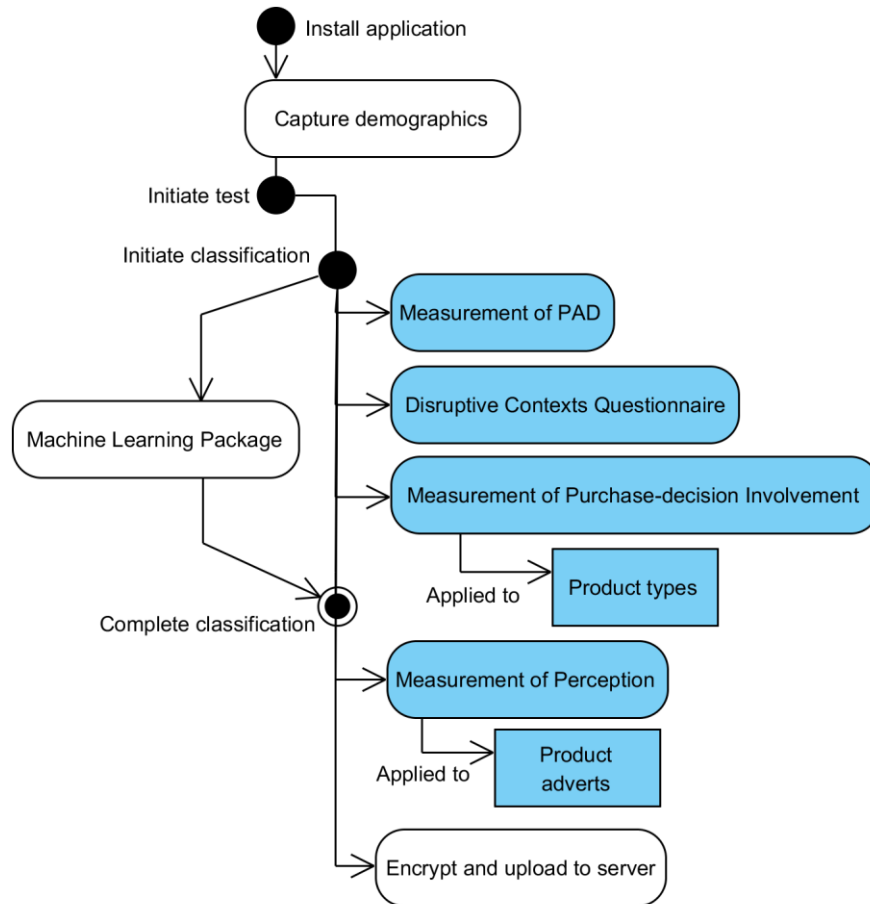 Install application
Capture demographics
Initiate test
Initiate classification
Measurement of PAD
Disruptive Contexts Questionnaire
Machine Learning Package
Measurement of Purchase-decision Involvement
Applied to
Product types
Complete classification
Measurement of Perception
Applied to
Product
adverts
Encrypt and upload to server